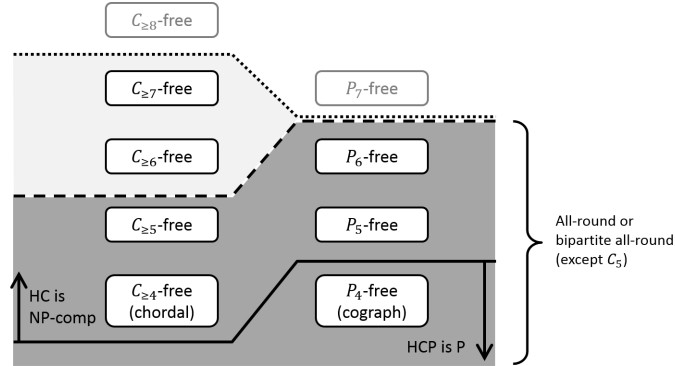 C≥8-free
C≥7-free
P7-free
C≥6-free
P6-free
C≥5-free
P5-free
All-round or
bipartite all-round
(except C5)
HC is
NP-comp
C≥4-free
(chordal)
P4-free
(cograph)
HCP is P